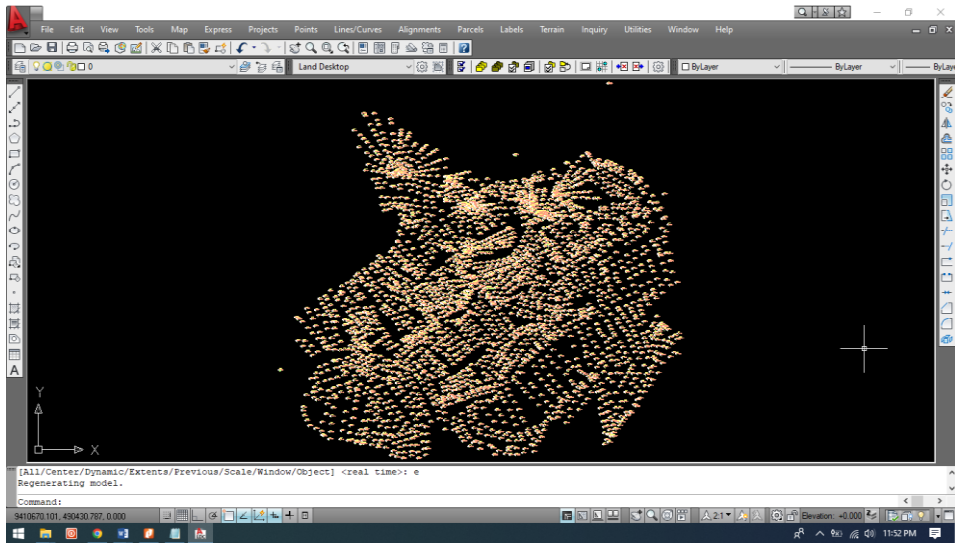 File Edit View Tools Map Express Projects Points Lines/Curves Alignments Parcels Labels Terrain Inquiry Utilities Window Help
0 Land Desktop ByLayer ByLayer ByLaye
A
Y
X
[All/Center/Dynamic/Extents/Previous/Scale/Window/Object] <real time>: e
Regenerating model.
Command:
9410670.101, 490430.787, 0.000 2:1 Elevation: +0.000
11:52 PM